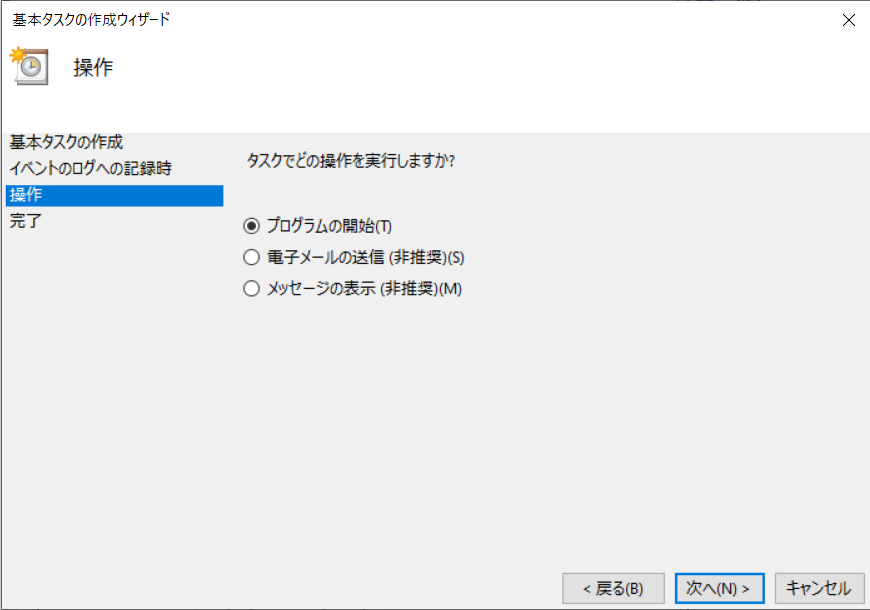 基本タスクの作成ウィザード
操作
基本タスクの作成
イベントのログへの記録時
操作
完了
タスクでどの操作を実行しますか?
プログラムの開始(T)
電子メールの送信 (非推奨)(S)
メッセージの表示 (非推奨)(M)
< 戻る(B)
次へ(N) >
キャンセル